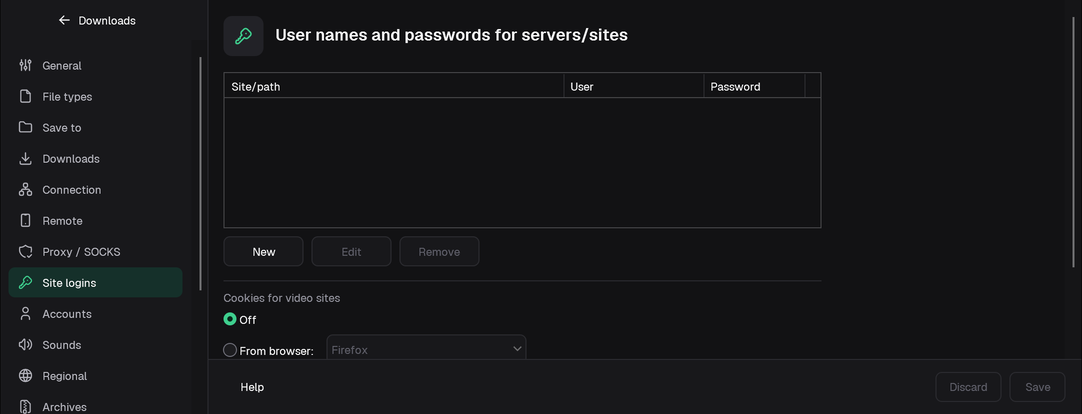 Downloads
General
File types
Save to
Downloads
Connection
Remote
Proxy / SOCKS
Site logins
Accounts
Sounds
Regional
Archives
User names and passwords for servers/sites
Site/path User Password
New Edit Remove
Cookies for video sites
Off
From browser: Firefox
Help Discard Save